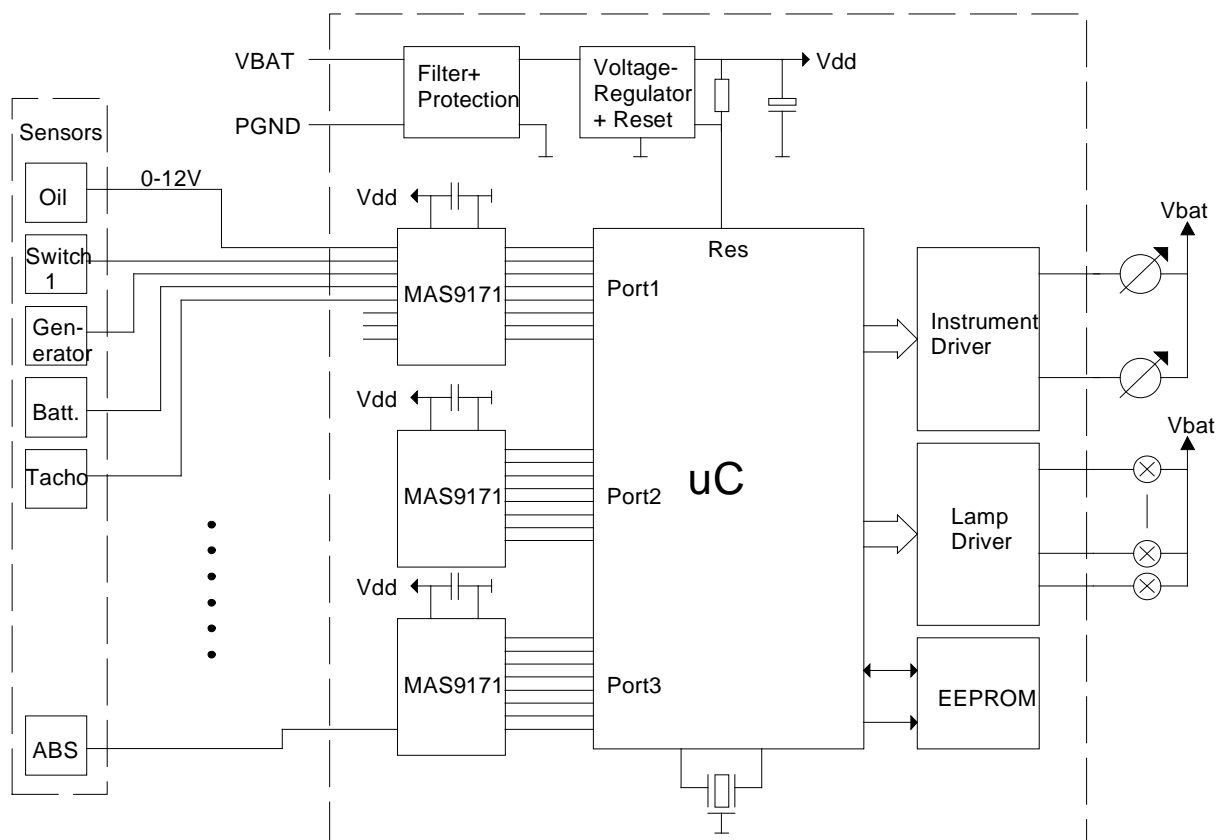 VBAT
PGND
Filter+
Protection
Voltage-
Regulator
+ Reset
Vdd
Sensors
Oil
0-12V
Switch
1
Gen-
erator
Batt.
Tacho
ABS
Vdd
MAS9171
Vdd
MAS9171
Vdd
MAS9171
Res
Port1
Port2
Port3
uC
Instrument
Driver
Vbat
Lamp
Driver
Vbat
EEPROM